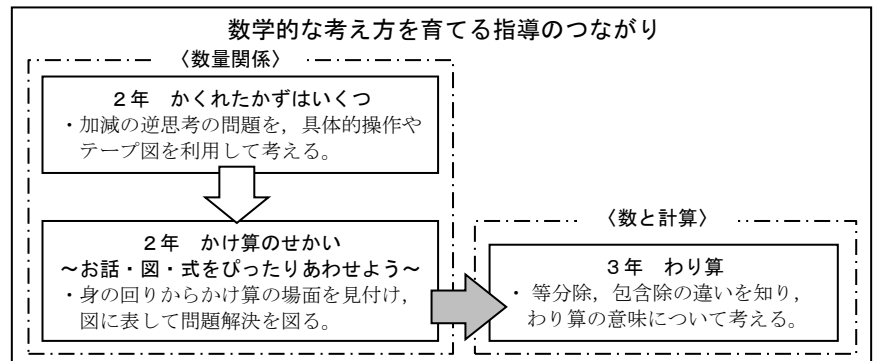 数学的な考え方を育てる指導のつながり
〈数量関係〉
2年 かくれたかずはいくつ
・加減の逆思考の問題を，具体的操作や
テープ図を利用して考える。
2年 かけ算のせかい
～お話・図・式をぴったりあわせよう～
・身の回りからかけ算の場面を見付け，
図に表して問題解決を図る。
〈数と計算〉
3年 わり算
・ 等分除，包含除の違いを知り，
わり算の意味について考える。